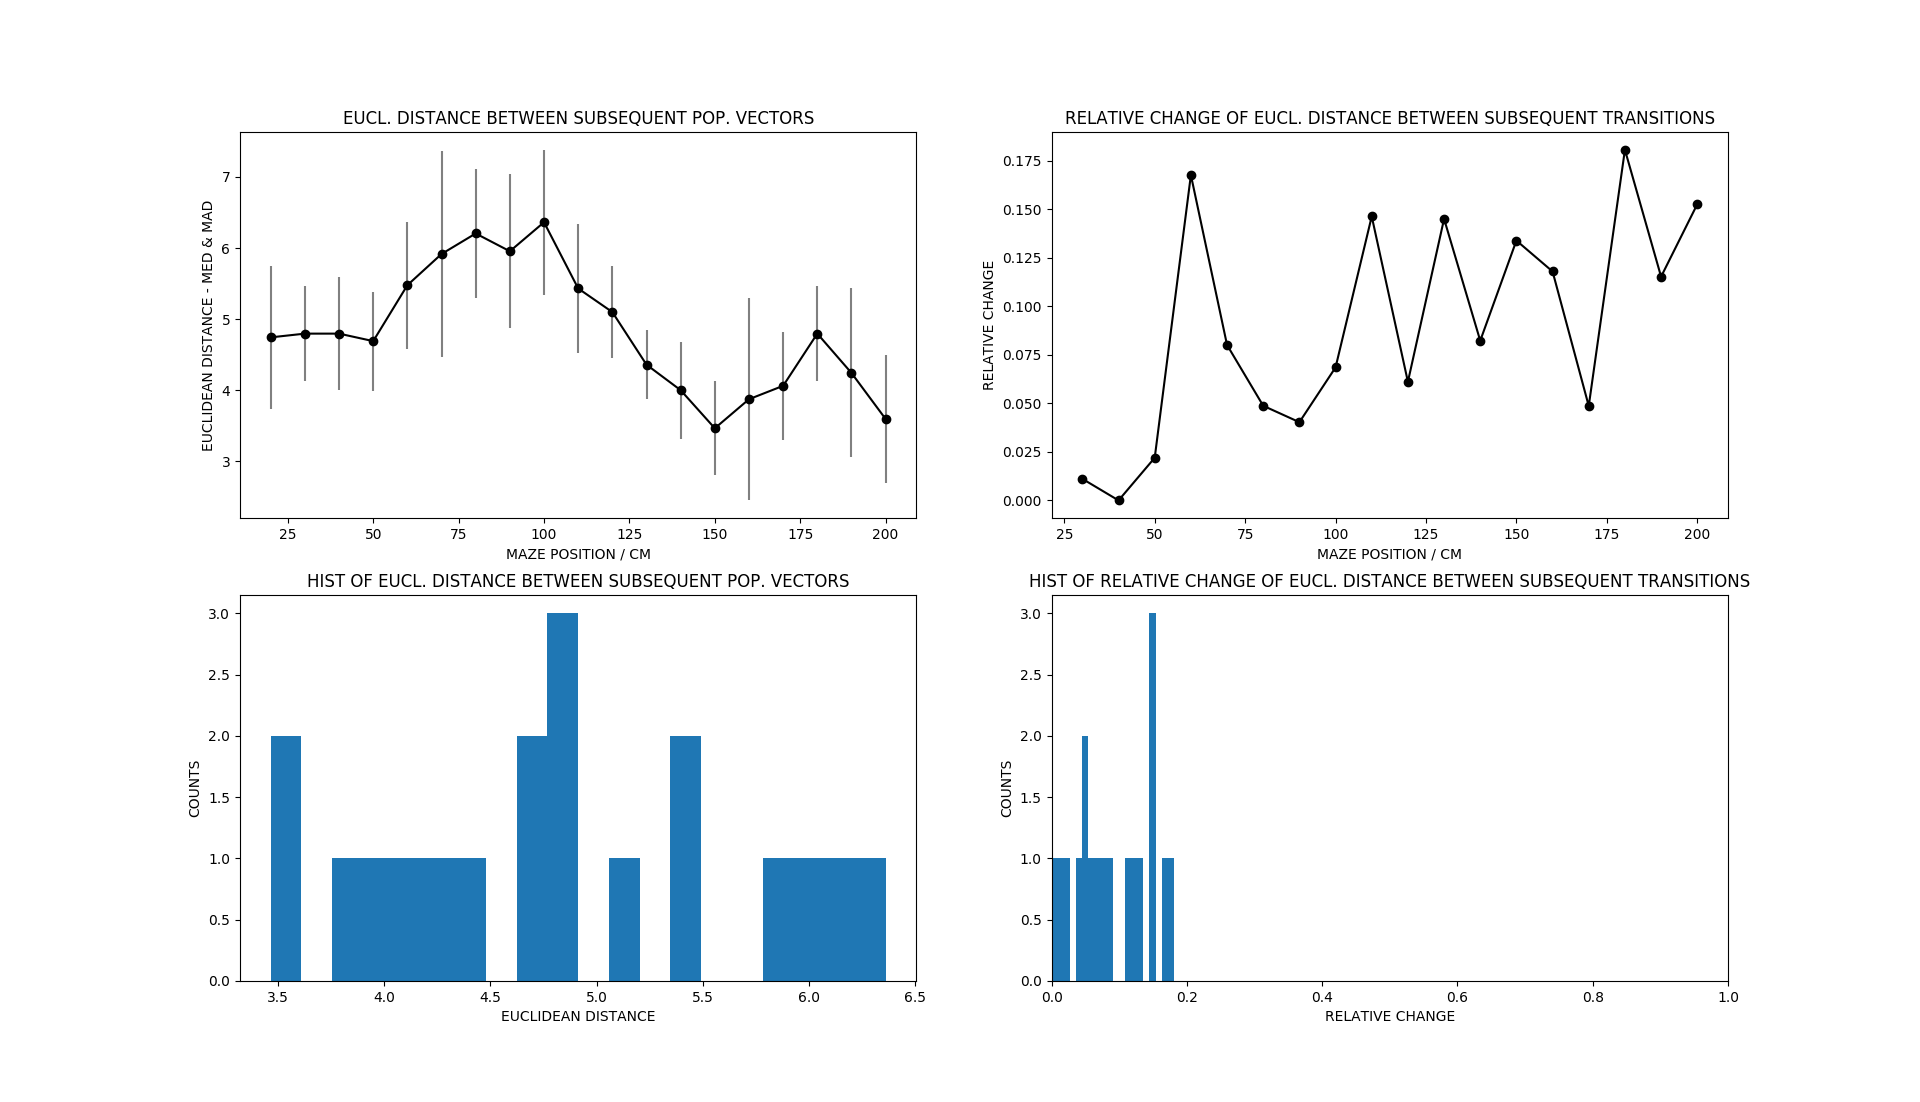 EUCL. DISTANCE BETWEEN SUBSEQUENT POP. VECTORS
EUCLIDEAN DISTANCE - MED & MAD
7
6
5
4
3
25 50 75 100 125 150 175 200
MAZE POSITION / CM
RELATIVE CHANGE OF EUCL. DISTANCE BETWEEN SUBSEQUENT TRANSITIONS
RELATIVE CHANGE
0.175
0.150
0.125
0.100
0.075
0.050
0.025
0.000
25 50 75 100 125 150 175 200
MAZE POSITION / CM
HIST OF EUCL. DISTANCE BETWEEN SUBSEQUENT POP. VECTORS
COUNTS
3.0
2.5
2.0
1.5
1.0
0.5
0.0
3.5 4.0 4.5 5.0 5.5 6.0 6.5
EUCLIDEAN DISTANCE
HIST OF RELATIVE CHANGE OF EUCL. DISTANCE BETWEEN SUBSEQUENT TRANSITIONS
COUNTS
3.0
2.5
2.0
1.5
1.0
0.5
0.0
0.0 0.2 0.4 0.6 0.8 1.0
RELATIVE CHANGE